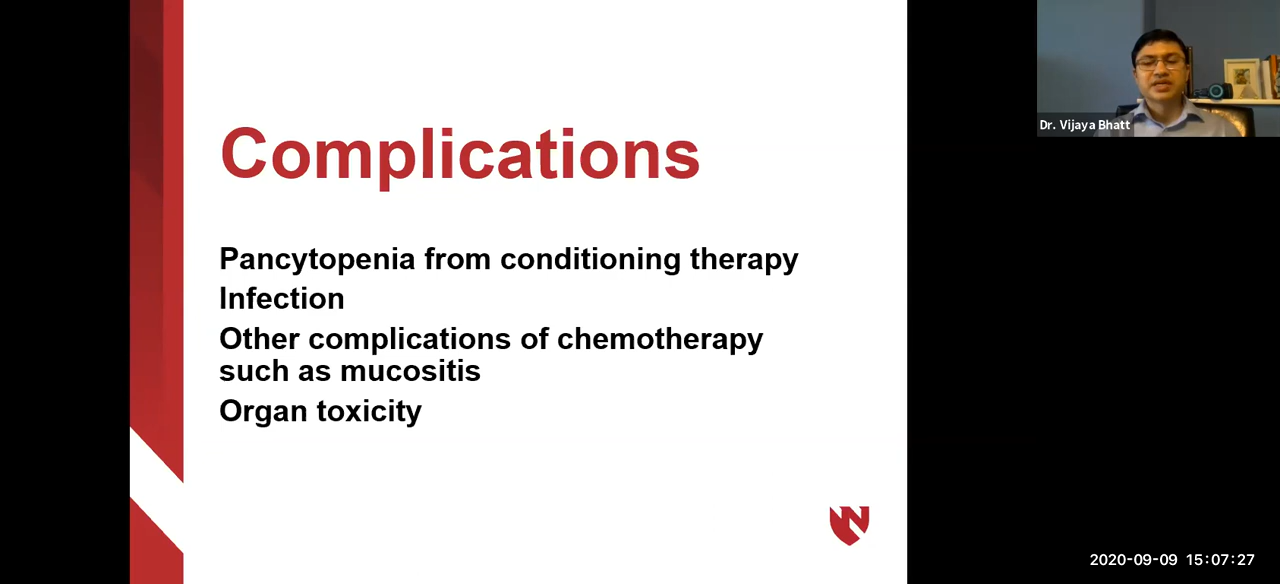 Complications
Pancytopenia from conditioning therapy
Infection
Other complications of chemotherapy
such as mucositis
Organ toxicity
Dr. Vijaya Bhatt
2020-09-09 15:07:27